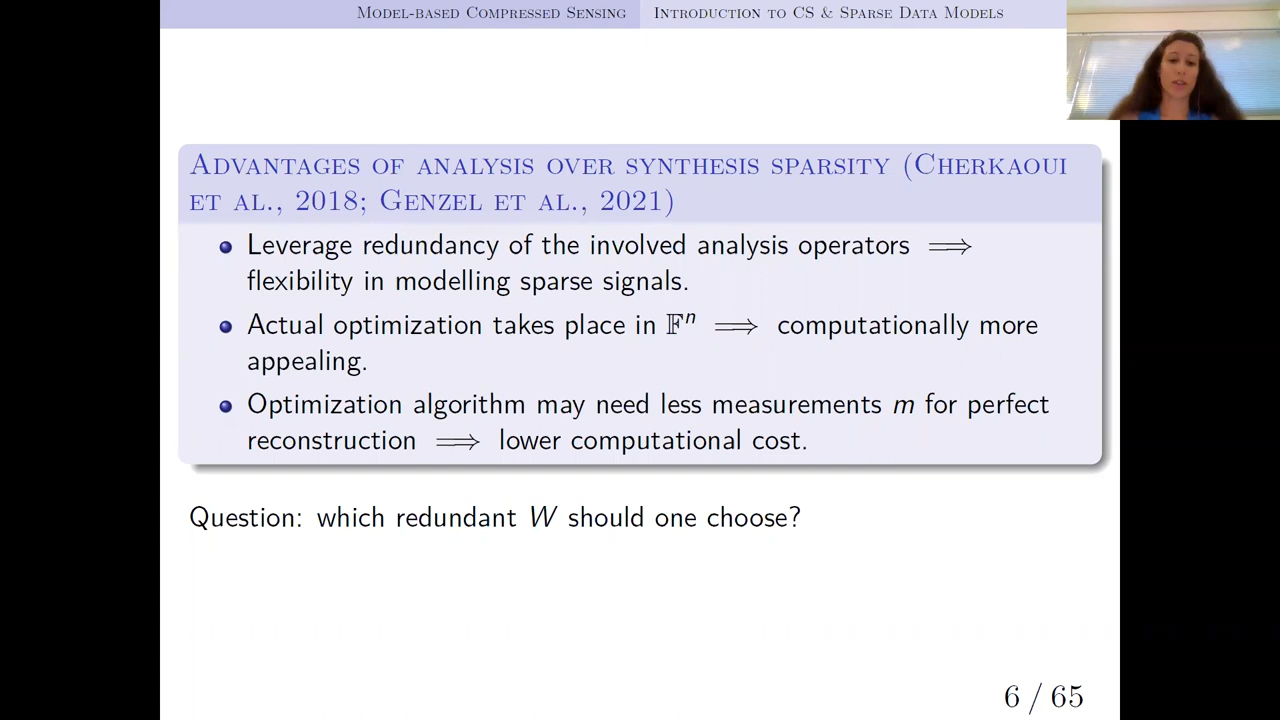 Model-based Compressed Sensing Introduction to CS & Sparse Data Models
Advantages of analysis over synthesis sparsity (Cherkaoui
et al., 2018; Genzel et al., 2021)
Leverage redundancy of the involved analysis operators ⟹
flexibility in modelling sparse signals.
Actual optimization takes place in 𝔽ⁿ ⟹ computationally more
appealing.
Optimization algorithm may need less measurements m for perfect
reconstruction ⟹ lower computational cost.
Question: which redundant W should one choose?
6 / 65